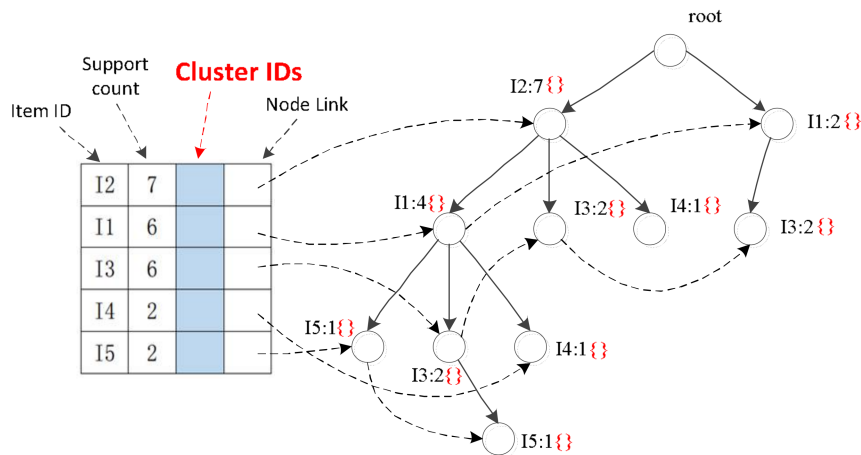 root
Support
count
Cluster IDs
Item ID
Node Link
I2:7{}
I1:2{}
I2 7
I1 6
I3 6
I4 2
I5 2
I1:4{}
I3:2{}
I4:1{}
I3:2{}
I5:1{}
I3:2{}
I4:1{}
I5:1{}